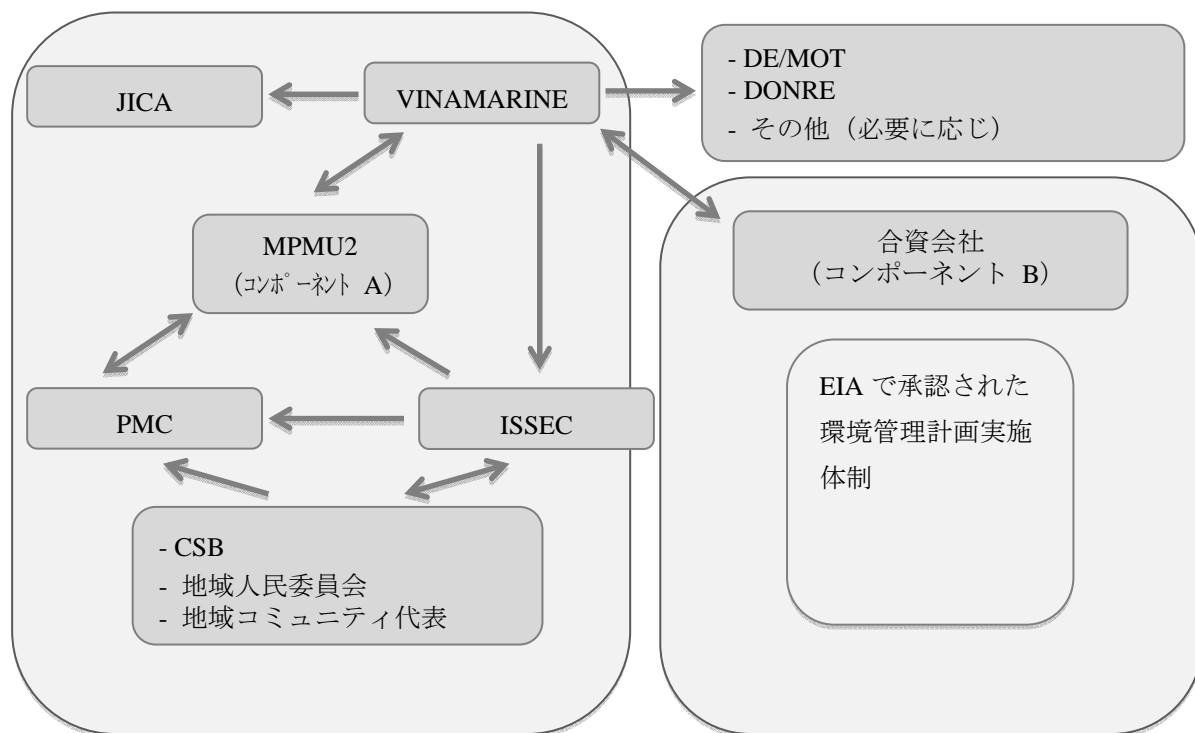 JICA
VINAMARINE
- DE/MOT
- DONRE
- その他（必要に応じ）
MPMU2
（ｺﾝﾎﾟｰﾈﾝﾄ A）
合資会社
（コンポーネント B）
PMC
ISSEC
EIA で承認された
環境管理計画実施
体制
- CSB
- 地域人民委員会
- 地域コミュニティ代表